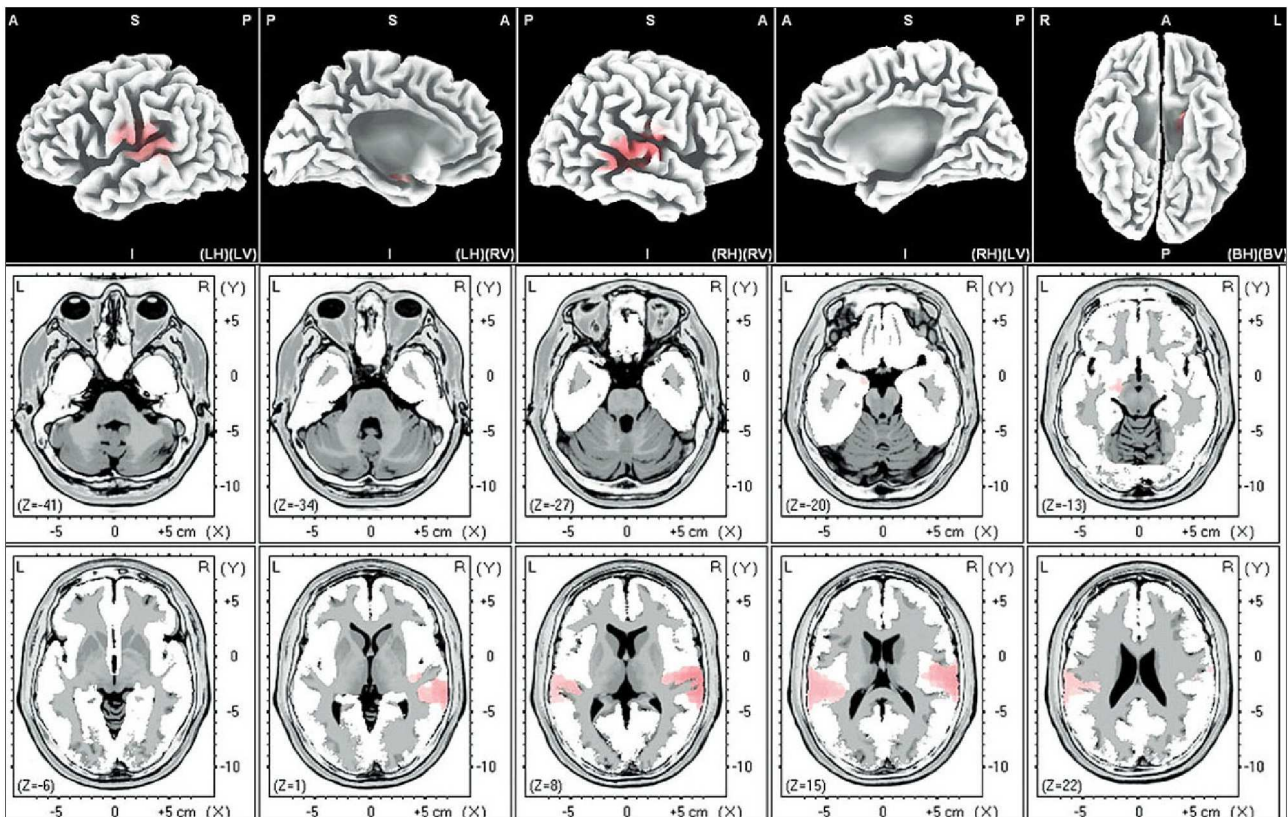 A S P P S A P S A A S P R A L
I (LH)(LV) I (LH)(RV) I (RH)(RV) I (RH)(LV) P (BH)(BV)
L R (Y) L R (Y) L R (Y) L R (Y) L R (Y)
+5 +5 +5 +5 +5
0 0 0 0 0
-5 -5 -5 -5 -5
-10 -10 -10 -10 -10
(Z=-41) (Z=-34) (Z=-27) (Z=-20) (Z=-13)
-5 0 +5 cm (X) -5 0 +5 cm (X) -5 0 +5 cm (X) -5 0 +5 cm (X) -5 0 +5 cm (X)
L R (Y) L R (Y) L R (Y) L R (Y) L R (Y)
+5 +5 +5 +5 +5
0 0 0 0 0
-5 -5 -5 -5 -5
-10 -10 -10 -10 -10
(Z=-6) (Z=1) (Z=8) (Z=15) (Z=22)
-5 0 +5 cm (X) -5 0 +5 cm (X) -5 0 +5 cm (X) -5 0 +5 cm (X) -5 0 +5 cm (X)